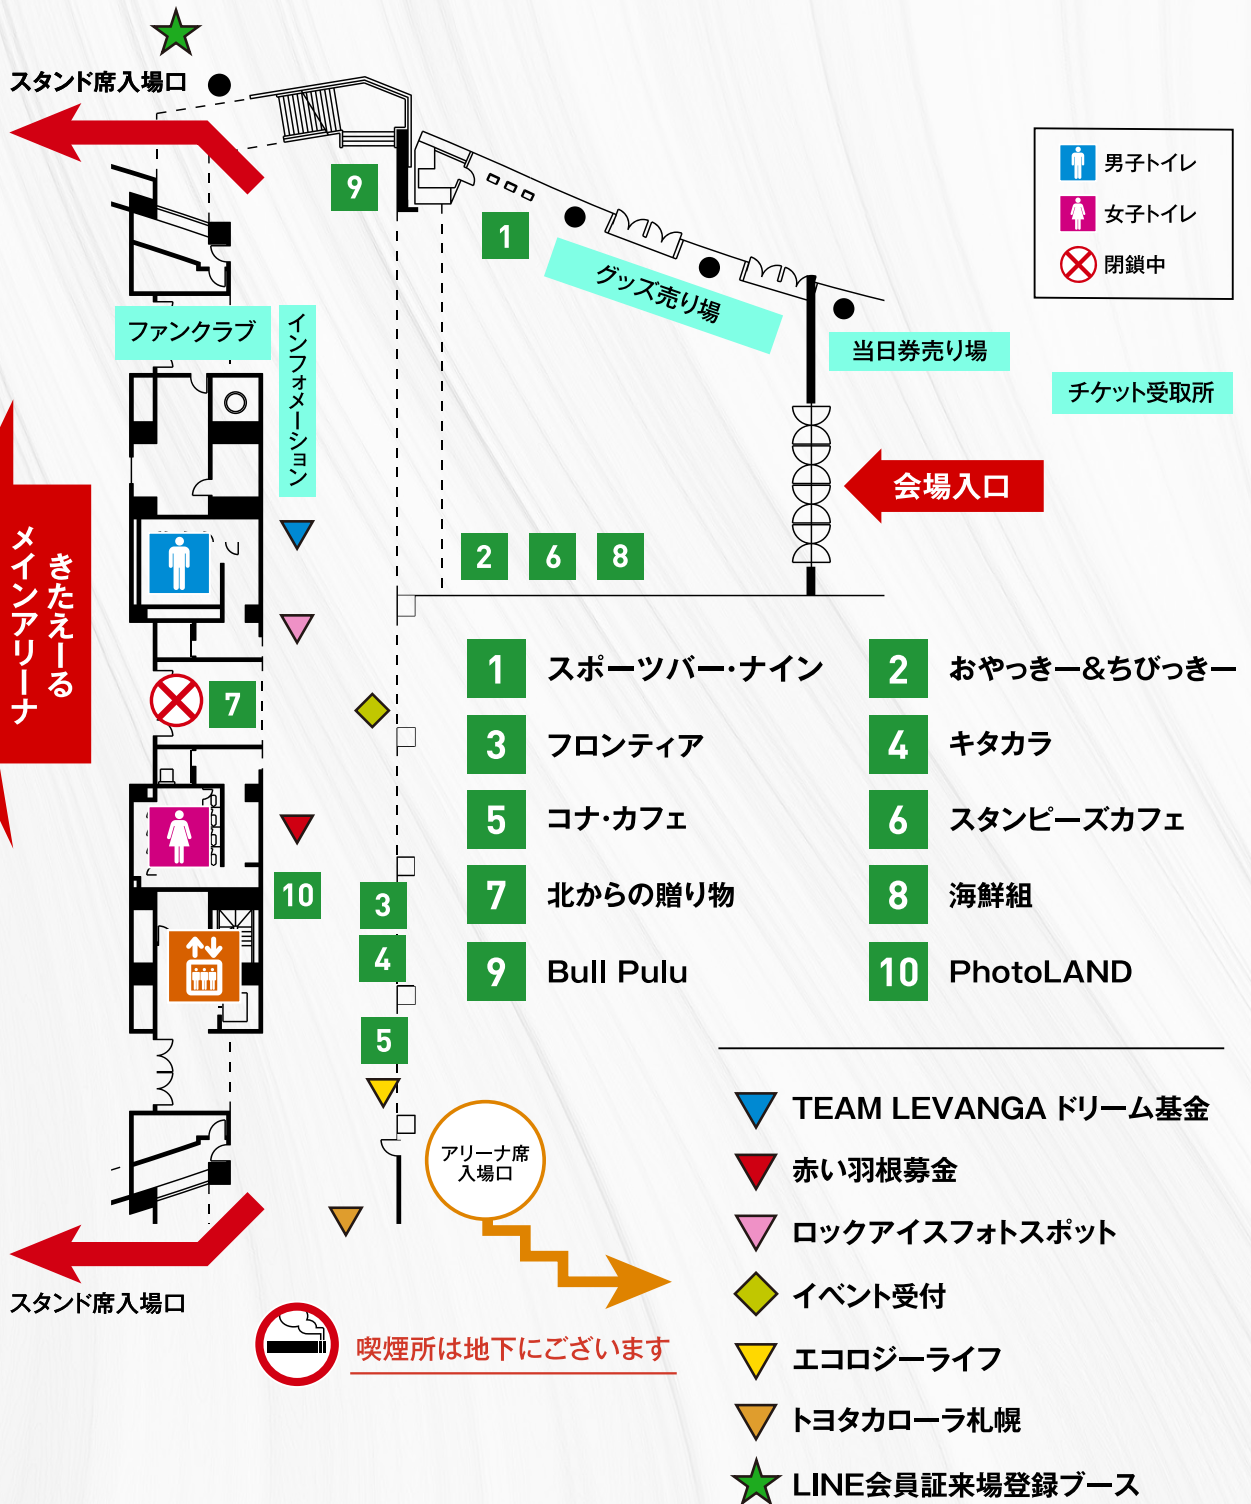 スタンド席入場口
男子トイレ
女子トイレ
閉鎖中
9
1
グッズ売り場
ファンクラブ
インフォメーション
当日券売り場
チケット受取所
会場入口
きたえーる
メインアリーナ
2
6
8
7
10
3
4
5
1 スポーツバー・ナイン
2 おやっきー&ちびっきー
3 フロンティア
4 キタカラ
5 コナ・カフェ
6 スタンピーズカフェ
7 北からの贈り物
8 海鮮組
9 Bull Pulu
10 PhotoLAND
アリーナ席
入場口
スタンド席入場口
喫煙所は地下にございます
TEAM LEVANGA ドリーム基金
赤い羽根募金
ロックアイスフォトスポット
イベント受付
エコロジーライフ
トヨタカローラ札幌
LINE会員証来場登録ブース